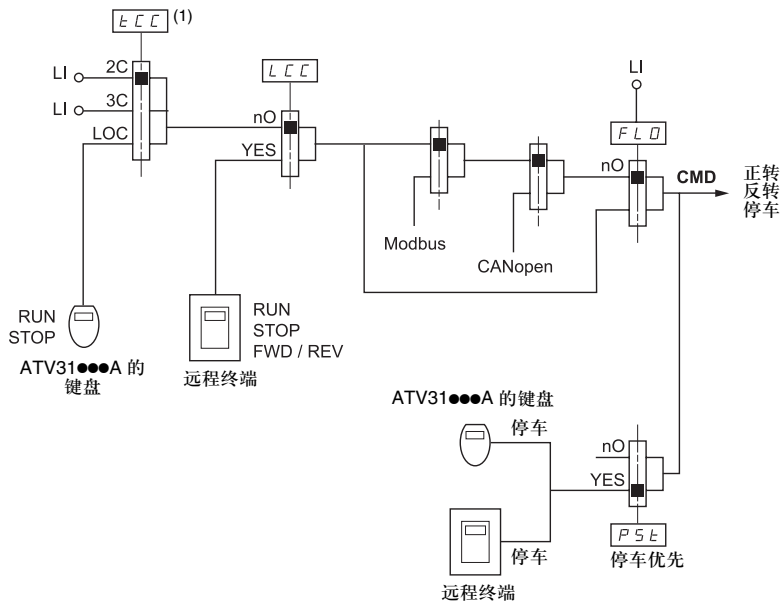 tCC (1)
LI 2C
LI 3C
LOC
LCC
nO
YES
LI
FLO
nO
CMD
正转
反转
停车
Modbus
CANopen
RUN
STOP
ATV31●●●A 的
键盘
RUN
STOP
FWD / REV
远程终端
ATV31●●●A 的键盘
停车
nO
YES
PSt
停车优先
停车
远程终端